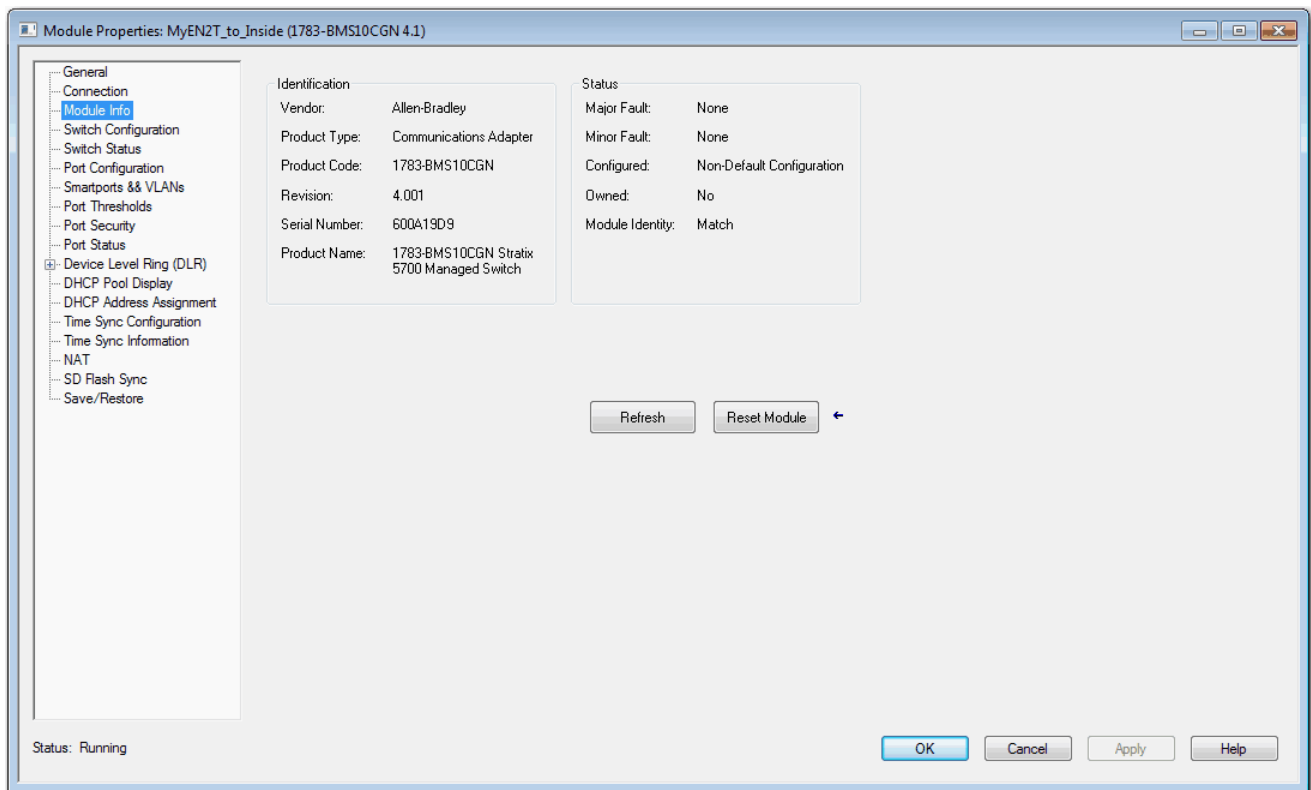 Module Properties: MyEN2T_to_Inside (1783-BMS10CGN 4.1)
General
Connection
Module Info
Switch Configuration
Switch Status
Port Configuration
Smartports && VLANs
Port Thresholds
Port Security
Port Status
Device Level Ring (DLR)
DHCP Pool Display
DHCP Address Assignment
Time Sync Configuration
Time Sync Information
NAT
SD Flash Sync
Save/Restore
Identification
Vendor: Allen-Bradley
Product Type: Communications Adapter
Product Code: 1783-BMS10CGN
Revision: 4.001
Serial Number: 600A19D9
Product Name: 1783-BMS10CGN Stratix
5700 Managed Switch
Status
Major Fault: None
Minor Fault: None
Configured: Non-Default Configuration
Owned: No
Module Identity: Match
Refresh
Reset Module
Status: Running
OK
Cancel
Apply
Help